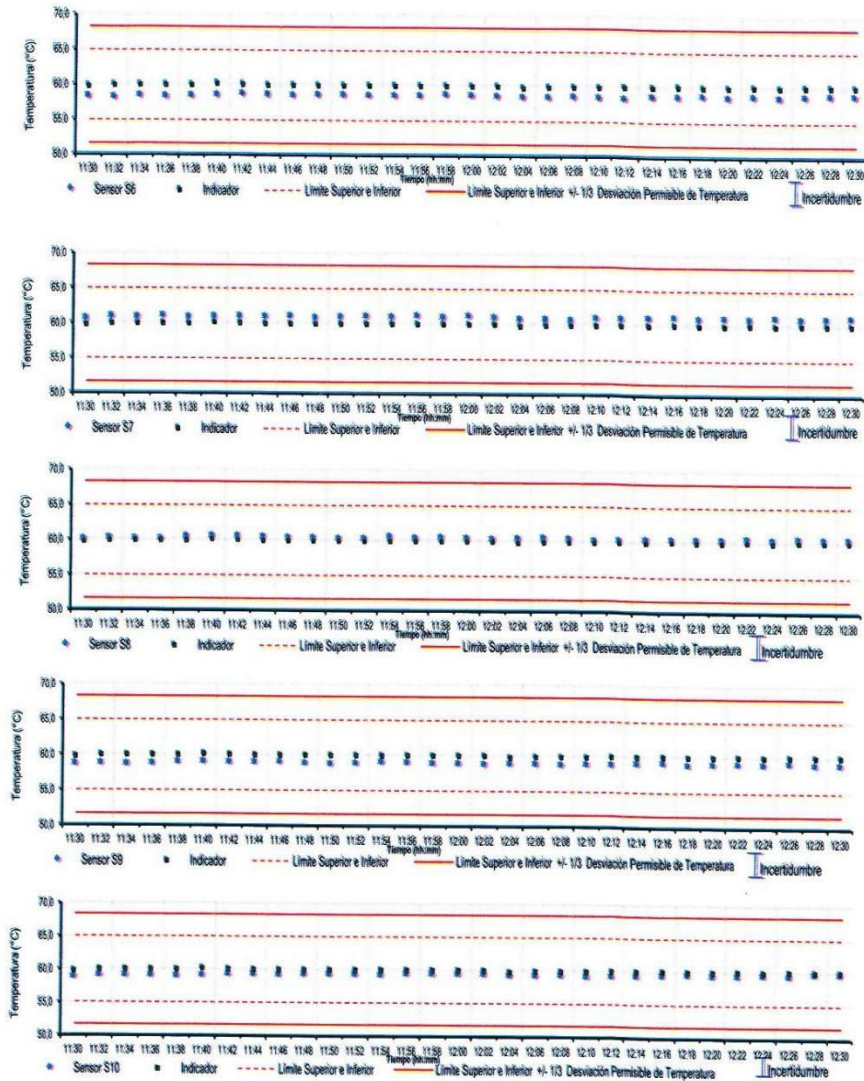 Temperatura (°C)
70,0
65,0
60,0
55,0
50,0
11:30 11:32 11:34 11:36 11:38 11:40 11:42 11:44 11:46 11:48 11:50 11:52 11:54 11:56 11:58 12:00 12:02 12:04 12:06 12:08 12:10 12:12 12:14 12:16 12:18 12:20 12:22 12:24 12:26 12:28 12:30
Tiempo (hh:mm)
Sensor S6 Indicador Límite Superior e Inferior Límite Superior e Inferior +/- 1/3 Desviación Permisible de Temperatura Incertidumbre
Temperatura (°C)
70,0
65,0
60,0
55,0
50,0
11:30 11:32 11:34 11:36 11:38 11:40 11:42 11:44 11:46 11:48 11:50 11:52 11:54 11:56 11:58 12:00 12:02 12:04 12:06 12:08 12:10 12:12 12:14 12:16 12:18 12:20 12:22 12:24 12:26 12:28 12:30
Tiempo (hh:mm)
Sensor S7 Indicador Límite Superior e Inferior Límite Superior e Inferior +/- 1/3 Desviación Permisible de Temperatura Incertidumbre
Temperatura (°C)
70,0
65,0
60,0
55,0
50,0
11:30 11:32 11:34 11:36 11:38 11:40 11:42 11:44 11:46 11:48 11:50 11:52 11:54 11:56 11:58 12:00 12:02 12:04 12:06 12:08 12:10 12:12 12:14 12:16 12:18 12:20 12:22 12:24 12:26 12:28 12:30
Tiempo (hh:mm)
Sensor S8 Indicador Límite Superior e Inferior Límite Superior e Inferior +/- 1/3 Desviación Permisible de Temperatura Incertidumbre
Temperatura (°C)
70,0
65,0
60,0
55,0
50,0
11:30 11:32 11:34 11:36 11:38 11:40 11:42 11:44 11:46 11:48 11:50 11:52 11:54 11:56 11:58 12:00 12:02 12:04 12:06 12:08 12:10 12:12 12:14 12:16 12:18 12:20 12:22 12:24 12:26 12:28 12:30
Tiempo (hh:mm)
Sensor S9 Indicador Límite Superior e Inferior Límite Superior e Inferior +/- 1/3 Desviación Permisible de Temperatura Incertidumbre
Temperatura (°C)
70,0
65,0
60,0
55,0
50,0
11:30 11:32 11:34 11:36 11:38 11:40 11:42 11:44 11:46 11:48 11:50 11:52 11:54 11:56 11:58 12:00 12:02 12:04 12:06 12:08 12:10 12:12 12:14 12:16 12:18 12:20 12:22 12:24 12:26 12:28 12:30
Tiempo (hh:mm)
Sensor S10 Indicador Límite Superior e Inferior Límite Superior e Inferior +/- 1/3 Desviación Permisible de Temperatura Incertidumbre